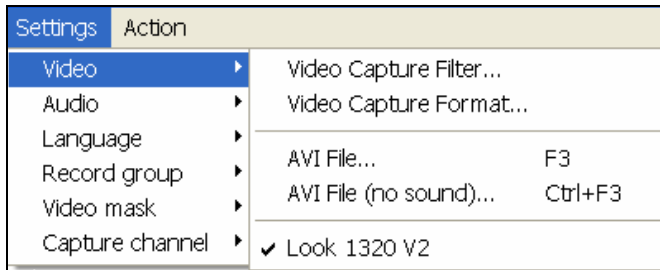 Settings Action
Video
Audio
Language
Record group
Video mask
Capture channel
Video Capture Filter...
Video Capture Format...
AVI File... F3
AVI File (no sound)... Ctrl+F3
Look 1320 V2